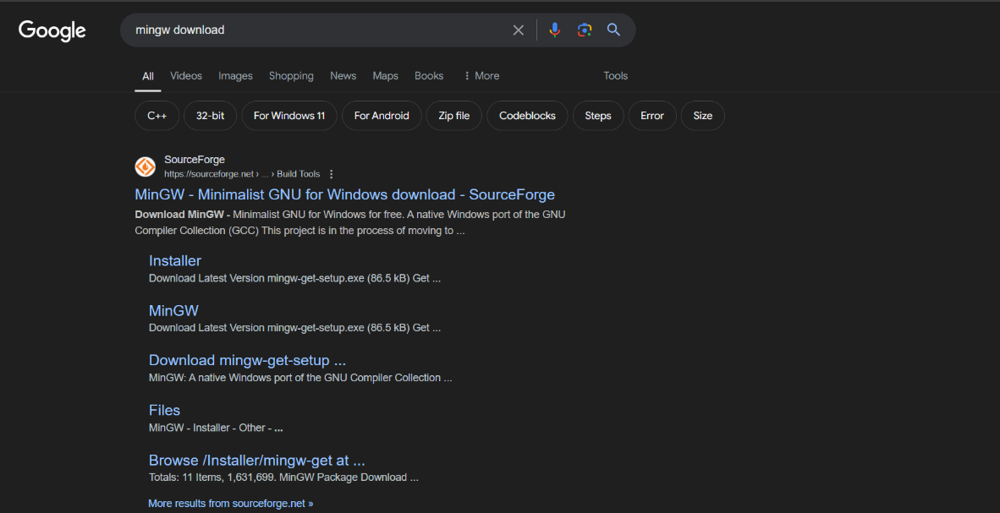 Google
mingw download
All Videos Images Shopping News Maps Books More Tools
C++ 32-bit For Windows 11 For Android Zip file Codeblocks Steps Error Size
SourceForge
https://sourceforge.net › ... › Build Tools
MinGW - Minimalist GNU for Windows download - SourceForge
Download MinGW - Minimalist GNU for Windows for free. A native Windows port of the GNU
Compiler Collection (GCC) This project is in the process of moving to ...
Installer
Download Latest Version mingw-get-setup.exe (86.5 kB) Get ...
MinGW
Download Latest Version mingw-get-setup.exe (86.5 kB) Get ...
Download mingw-get-setup ...
MinGW: A native Windows port of the GNU Compiler Collection ...
Files
MinGW - Installer - Other - ...
Browse /Installer/mingw-get at ...
Totals: 11 Items, 1,631,699. MinGW Package Download ...
More results from sourceforge.net »